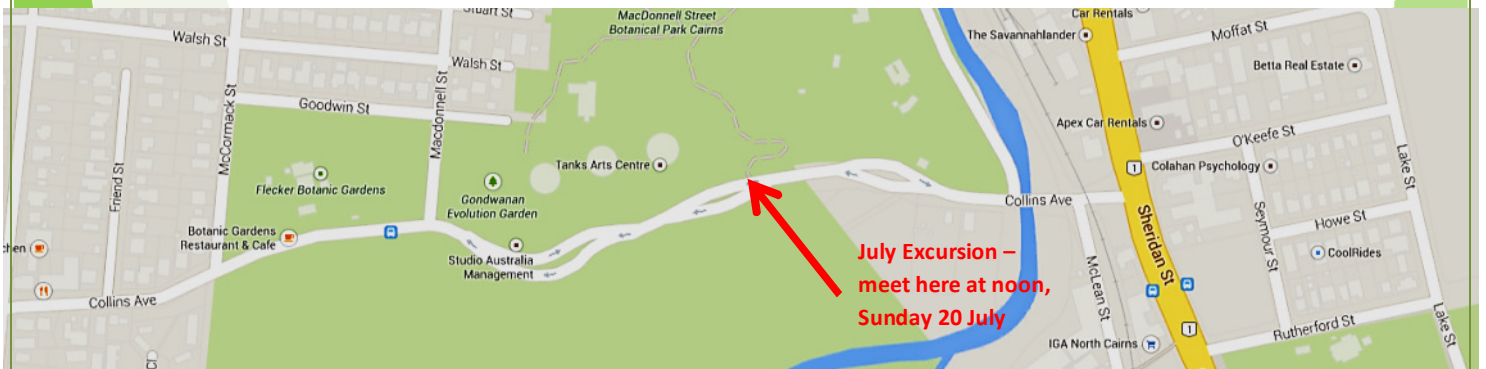 Stuart St
MacDonnell Street
Botanical Park Cairns
Car Rentals
The Savannahlander
Moffat St
Walsh St
Walsh St
Betta Real Estate
McCormack St
Goodwin St
Macdonnell St
Apex Car Rentals
O'Keefe St
Lake St
Friend St
Flecker Botanic Gardens
Tanks Arts Centre
1
Colahan Psychology
Gondwanan
Evolution Garden
Collins Ave
Sheridan St
Seymour St
Howe St
Botanic Gardens
Restaurant & Cafe
chen
Studio Australia
Management
July Excursion –
meet here at noon,
Sunday 20 July
CoolRides
McLean St
Collins Ave
1
Rutherford St
Lake St
IGA North Cairns